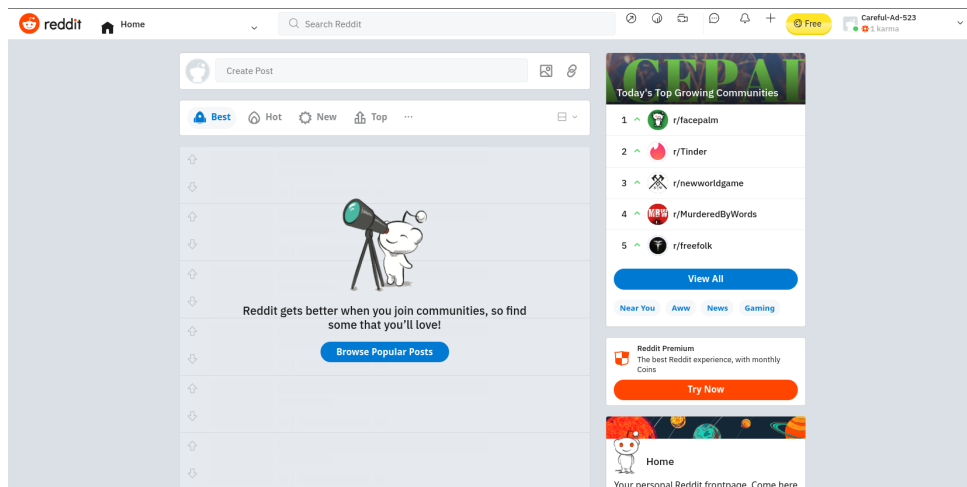 reddit
Home
Search Reddit
Free
Careful-Ad-523
1 karma
Create Post
Best
Hot
New
Top
Reddit gets better when you join communities, so find
some that you'll love!
Browse Popular Posts
Today's Top Growing Communities
1 r/facepalm
2 r/Tinder
3 r/newworldgame
4 r/MurderedByWords
5 r/freefolk
View All
Near You Aww News Gaming
Reddit Premium
The best Reddit experience, with monthly
Coins
Try Now
Home
Your personal Reddit frontpage. Come here